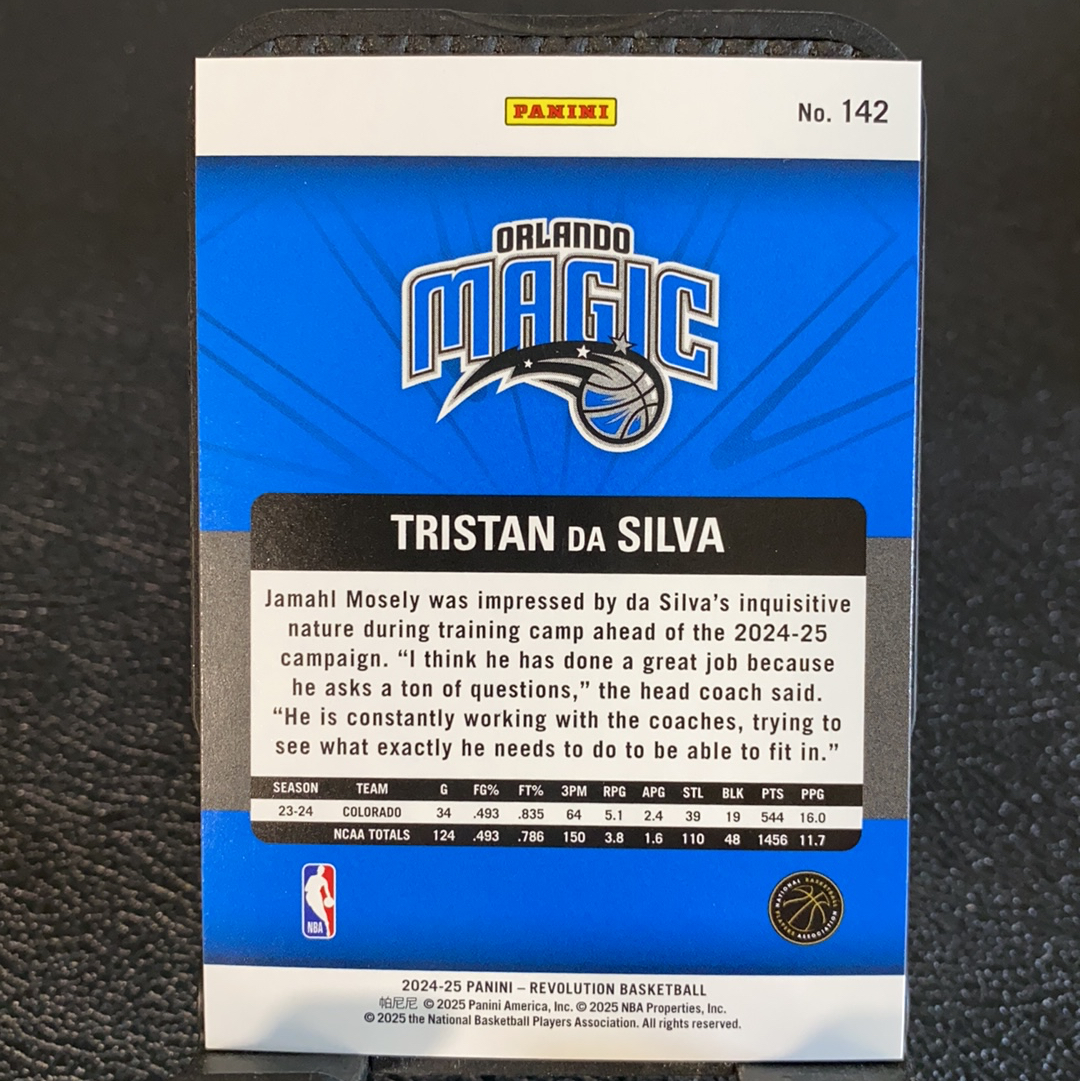 PANINI
No. 142
ORLANDO
MAGIC
TRISTAN DA SILVA
Jamahl Mosely was impressed by da Silva's inquisitive
nature during training camp ahead of the 2024-25
campaign. “I think he has done a great job because
he asks a ton of questions,” the head coach said.
“He is constantly working with the coaches, trying to
see what exactly he needs to do to be able to fit in.”
SEASON TEAM G FG% FT% 3PM RPG APG STL BLK PTS PPG
23-24 COLORADO 34 .493 .835 64 5.1 2.4 39 19 544 16.0
NCAA TOTALS 124 .493 .786 150 3.8 1.6 110 48 1456 11.7
NBA
NATIONAL BASKETBALL
PLAYERS ASSOCIATION
2024-25 PANINI – REVOLUTION BASKETBALL
帕尼尼 © 2025 Panini America, Inc. © 2025 NBA Properties, Inc.
© 2025 the National Basketball Players Association. All rights reserved.